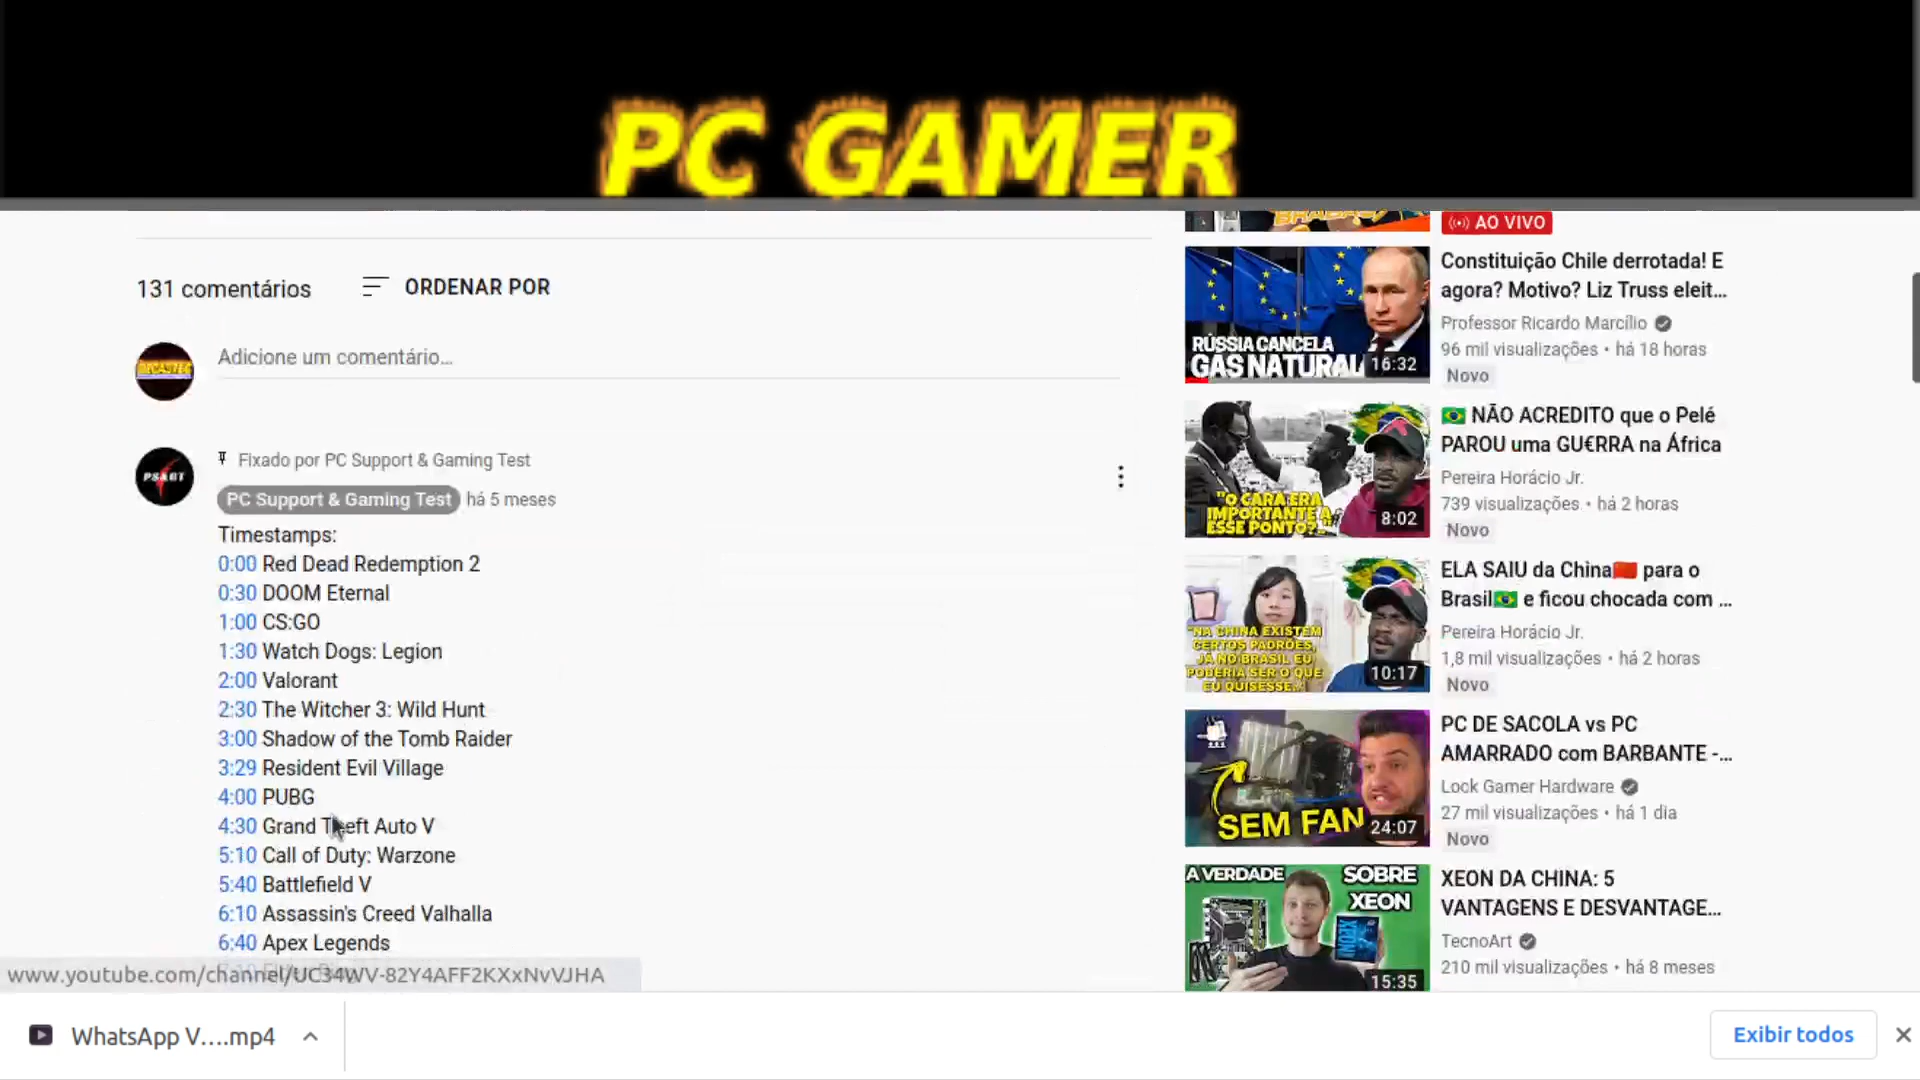 PC GAMER
131 comentários
ORDENAR POR
Adicione um comentário...
Fixado por PC Support & Gaming Test
PC Support & Gaming Test há 5 meses
Timestamps:
0:00 Red Dead Redemption 2
0:30 DOOM Eternal
1:00 CS:GO
1:30 Watch Dogs: Legion
2:00 Valorant
2:30 The Witcher 3: Wild Hunt
3:00 Shadow of the Tomb Raider
3:29 Resident Evil Village
4:00 PUBG
4:30 Grand Theft Auto V
5:10 Call of Duty: Warzone
5:40 Battlefield V
6:10 Assassin's Creed Valhalla
6:40 Apex Legends
www.youtube.com/channel/UC34WV-82Y4AFF2KXxNvVJHA
AO VIVO
RÚSSIA CANCELA
GÁS NATURAL
16:32
Constituição Chile derrotada! E
agora? Motivo? Liz Truss eleit...
Professor Ricardo Marcílio
96 mil visualizações • há 18 horas
Novo
"O CARA ERA
IMPORTANTE A
ESSE PONTO?"
8:02
🇧🇷 NÃO ACREDITO que o Pelé
PAROU uma GU€RRA na África
Pereira Horácio Jr.
739 visualizações • há 2 horas
Novo
"NA CHINA EXISTEM
CERTOS PADRÕES,
JÁ NO BRASIL EU
PODERIA SER O QUE
EU QUISESSE..."
10:17
ELA SAIU da China🇨🇳 para o
Brasil🇧🇷 e ficou chocada com ...
Pereira Horácio Jr.
1,8 mil visualizações • há 2 horas
Novo
SEM FAN
24:07
PC DE SACOLA vs PC
AMARRADO com BARBANTE -...
Look Gamer Hardware
27 mil visualizações • há 1 dia
Novo
A VERDADE SOBRE
XEON
15:35
XEON DA CHINA: 5
VANTAGENS E DESVANTAGE...
TecnoArt
210 mil visualizações • há 8 meses
WhatsApp V....mp4
Exibir todos